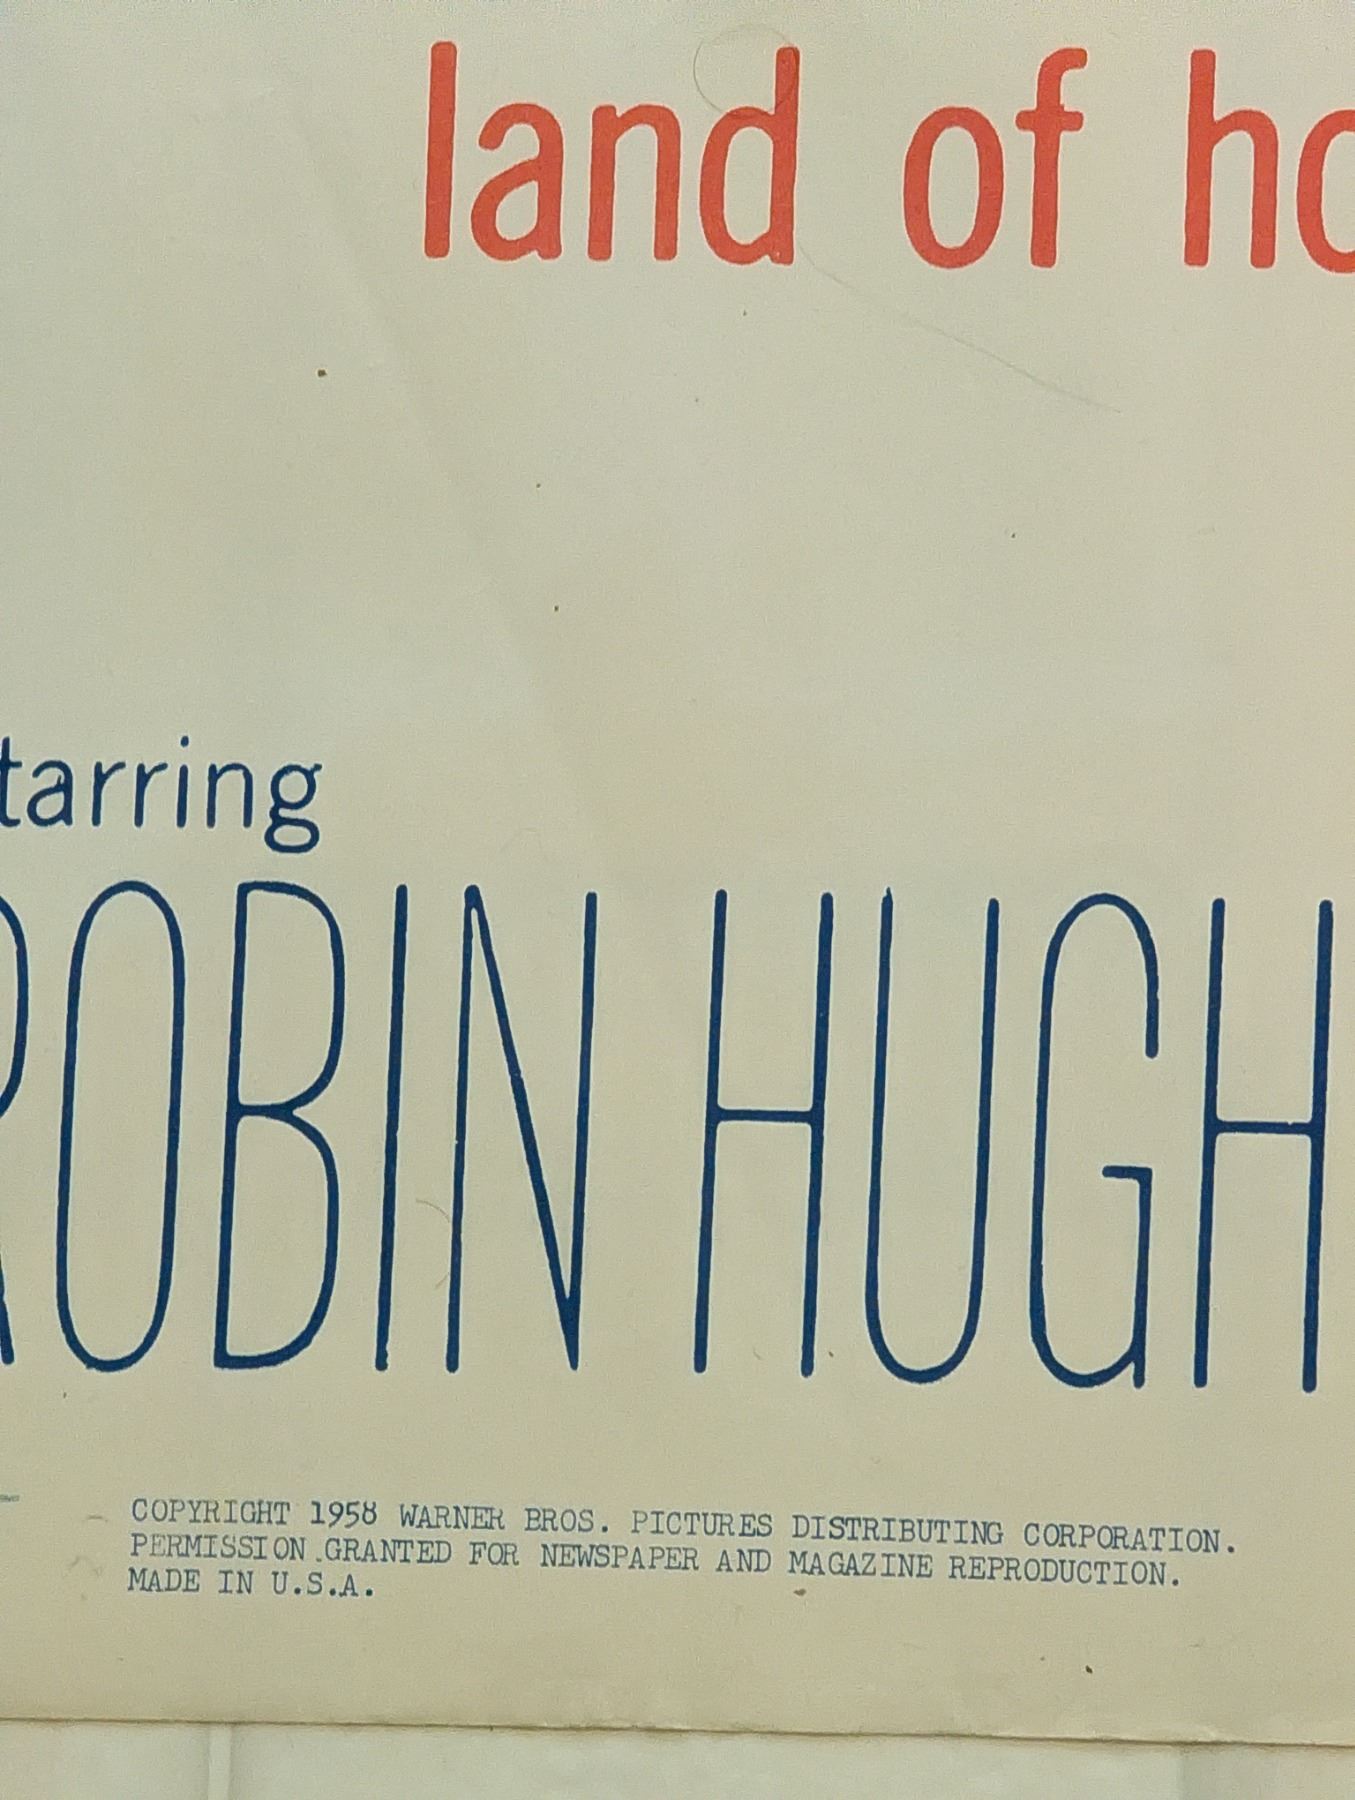 land of ho
tarring
ROBIN HUGH
COPYRIGHT 1958 WARNER BROS. PICTURES DISTRIBUTING CORPORATION.
PERMISSION GRANTED FOR NEWSPAPER AND MAGAZINE REPRODUCTION.
MADE IN U.S.A.